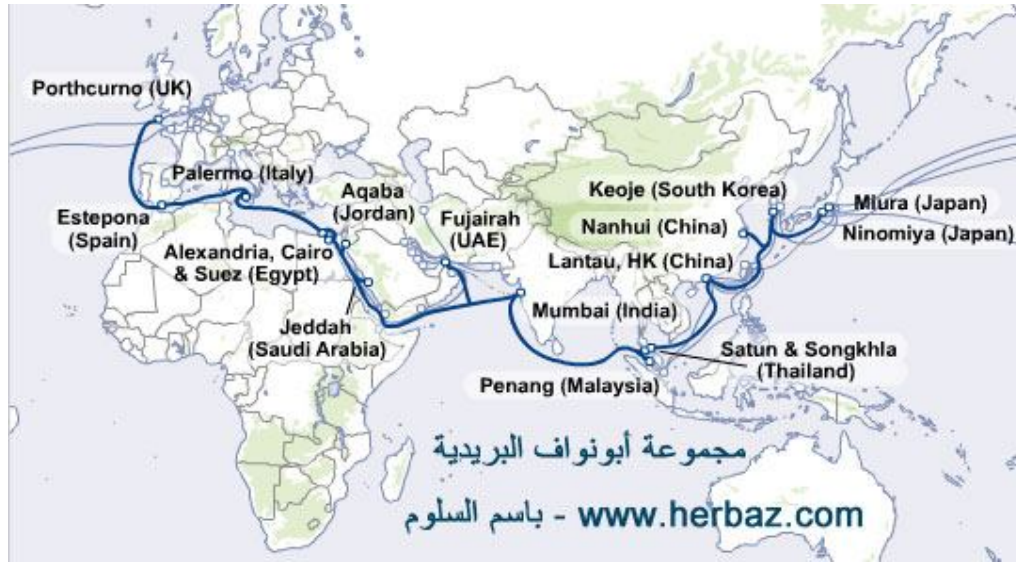 Porthcurno (UK)
Palermo (Italy)
Estepona
(Spain)
Aqaba
(Jordan)
Fujairah
(UAE)
Alexandria, Cairo
& Suez (Egypt)
Jeddah
(Saudi Arabia)
Keoje (South Korea)
Nanhui (China)
Miura (Japan)
Ninomiya (Japan)
Lantau, HK (China)
Mumbai (India)
Satun & Songkhla
(Thailand)
Penang (Malaysia)
مجموعة أبونواف البريدية
باسم السلوم - www.herbaz.com